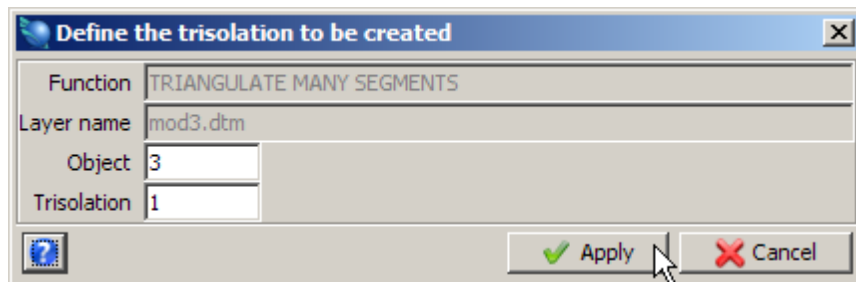 Define the trisolation to be created
Function TRIANGULATE MANY SEGMENTS
Layer name mod3.dtm
Object 3
Trisolation 1
? Apply Cancel